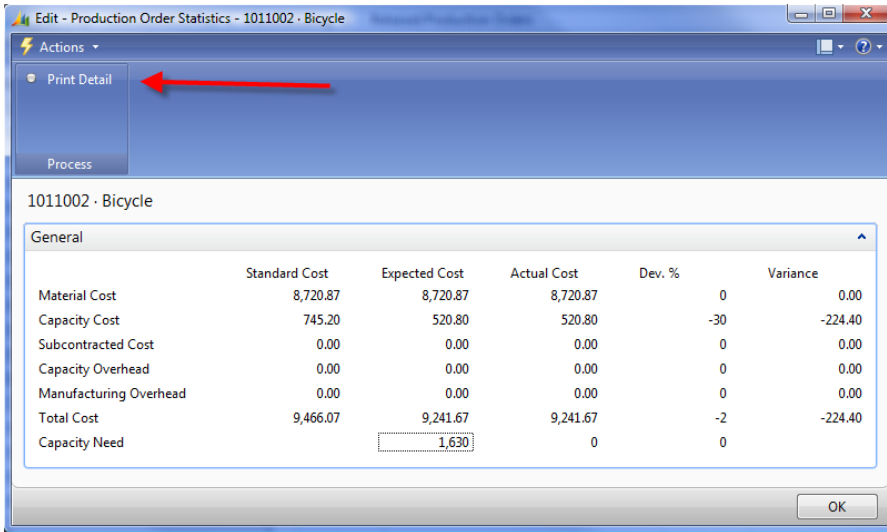 Edit - Production Order Statistics - 1011002 · Bicycle
Actions
Print Detail
Process
1011002 · Bicycle
General
Standard Cost Expected Cost Actual Cost Dev. % Variance
Material Cost 8,720.87 8,720.87 8,720.87 0 0.00
Capacity Cost 745.20 520.80 520.80 -30 -224.40
Subcontracted Cost 0.00 0.00 0.00 0 0.00
Capacity Overhead 0.00 0.00 0.00 0 0.00
Manufacturing Overhead 0.00 0.00 0.00 0 0.00
Total Cost 9,466.07 9,241.67 9,241.67 -2 -224.40
Capacity Need 1,630 0 0
OK